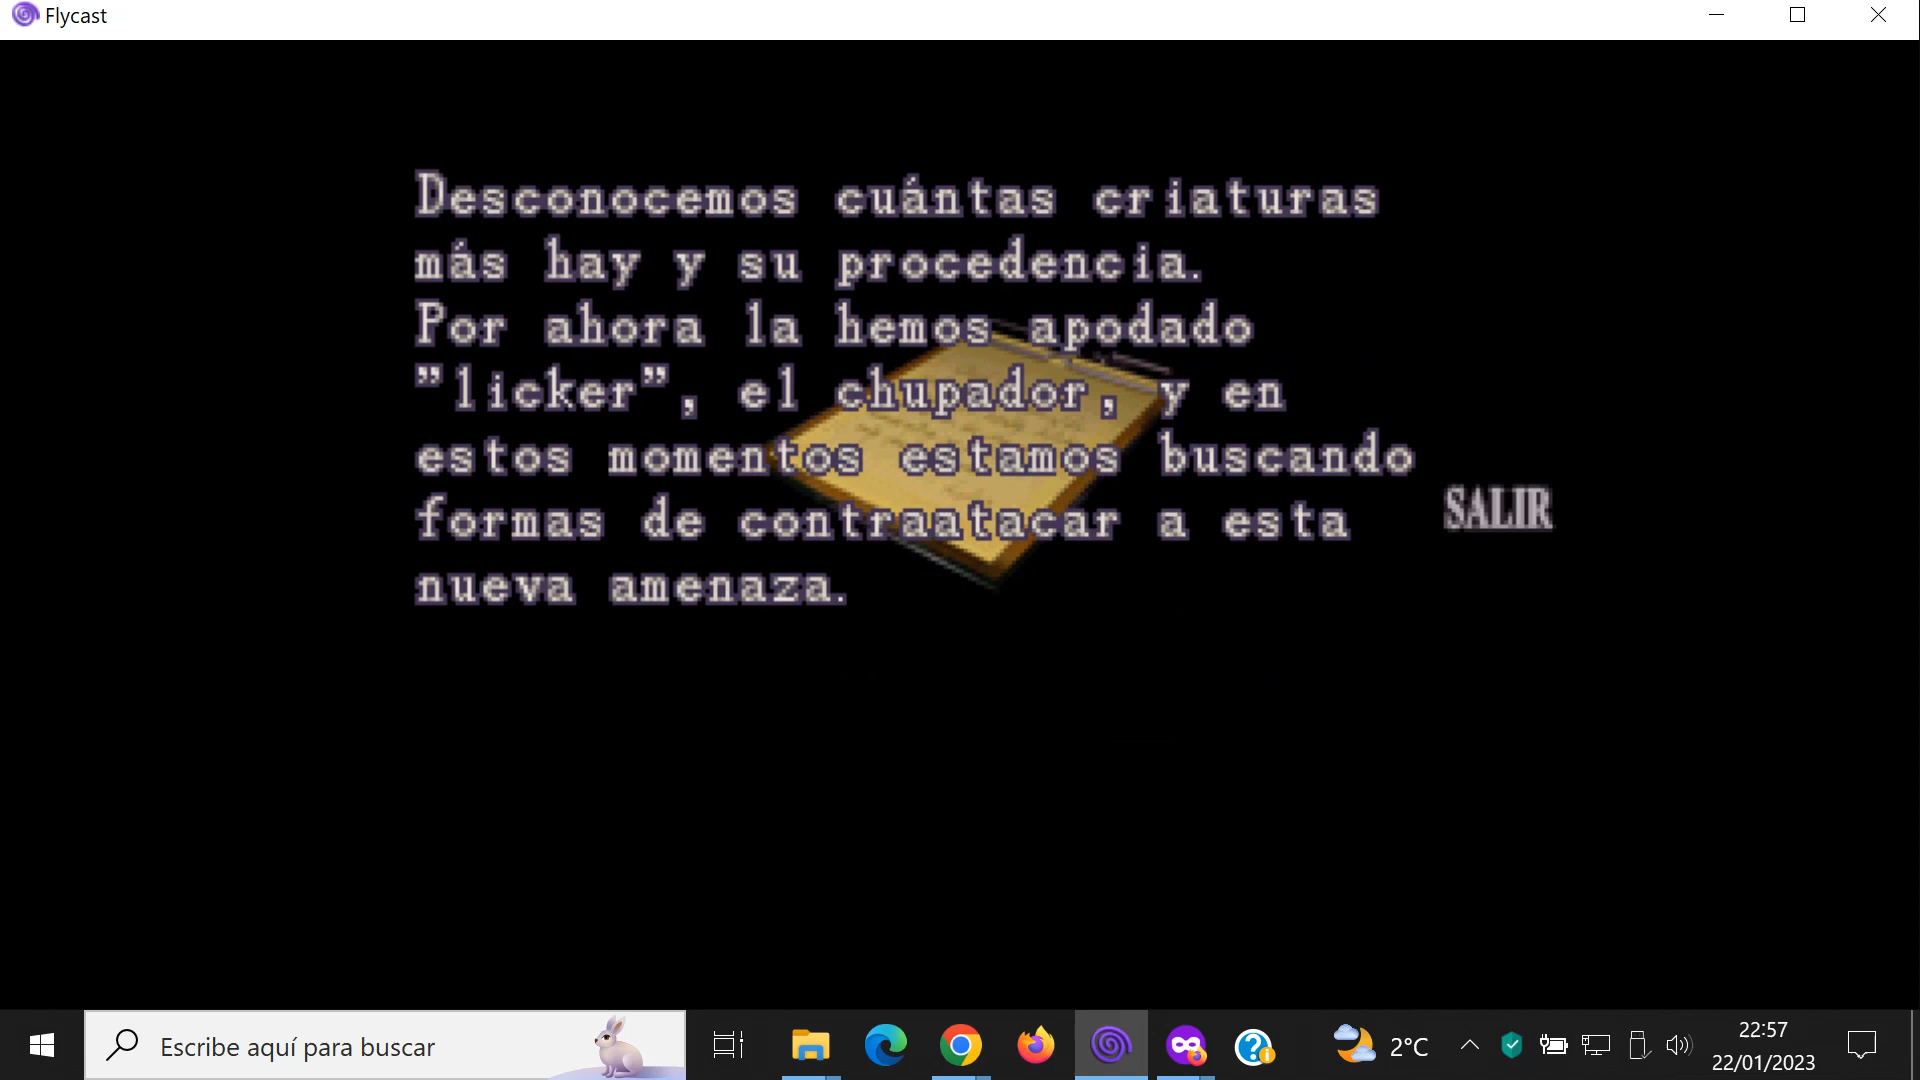 Flycast
Desconocemos cuántas criaturas
más hay y su procedencia.
Por ahora la hemos apodado
”licker”, el chupador, y en
estos momentos estamos buscando
formas de contraatacar a esta
nueva amenaza.
SALIR
Escribe aquí para buscar
2°C
22:57
22/01/2023